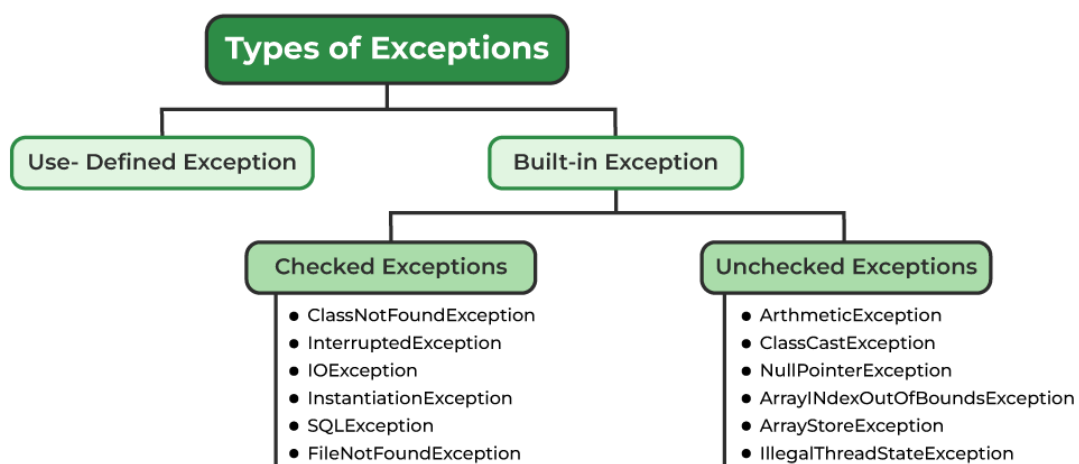 Types of Exceptions
Use- Defined Exception
Built-in Exception
Checked Exceptions
Unchecked Exceptions
ClassNotFoundException
InterruptedException
IOException
InstantiationException
SQLException
FileNotFoundException
ArthmeticException
ClassCastException
NullPointerException
ArrayINdexOutOfBoundsException
ArrayStoreException
IllegalThreadStateException